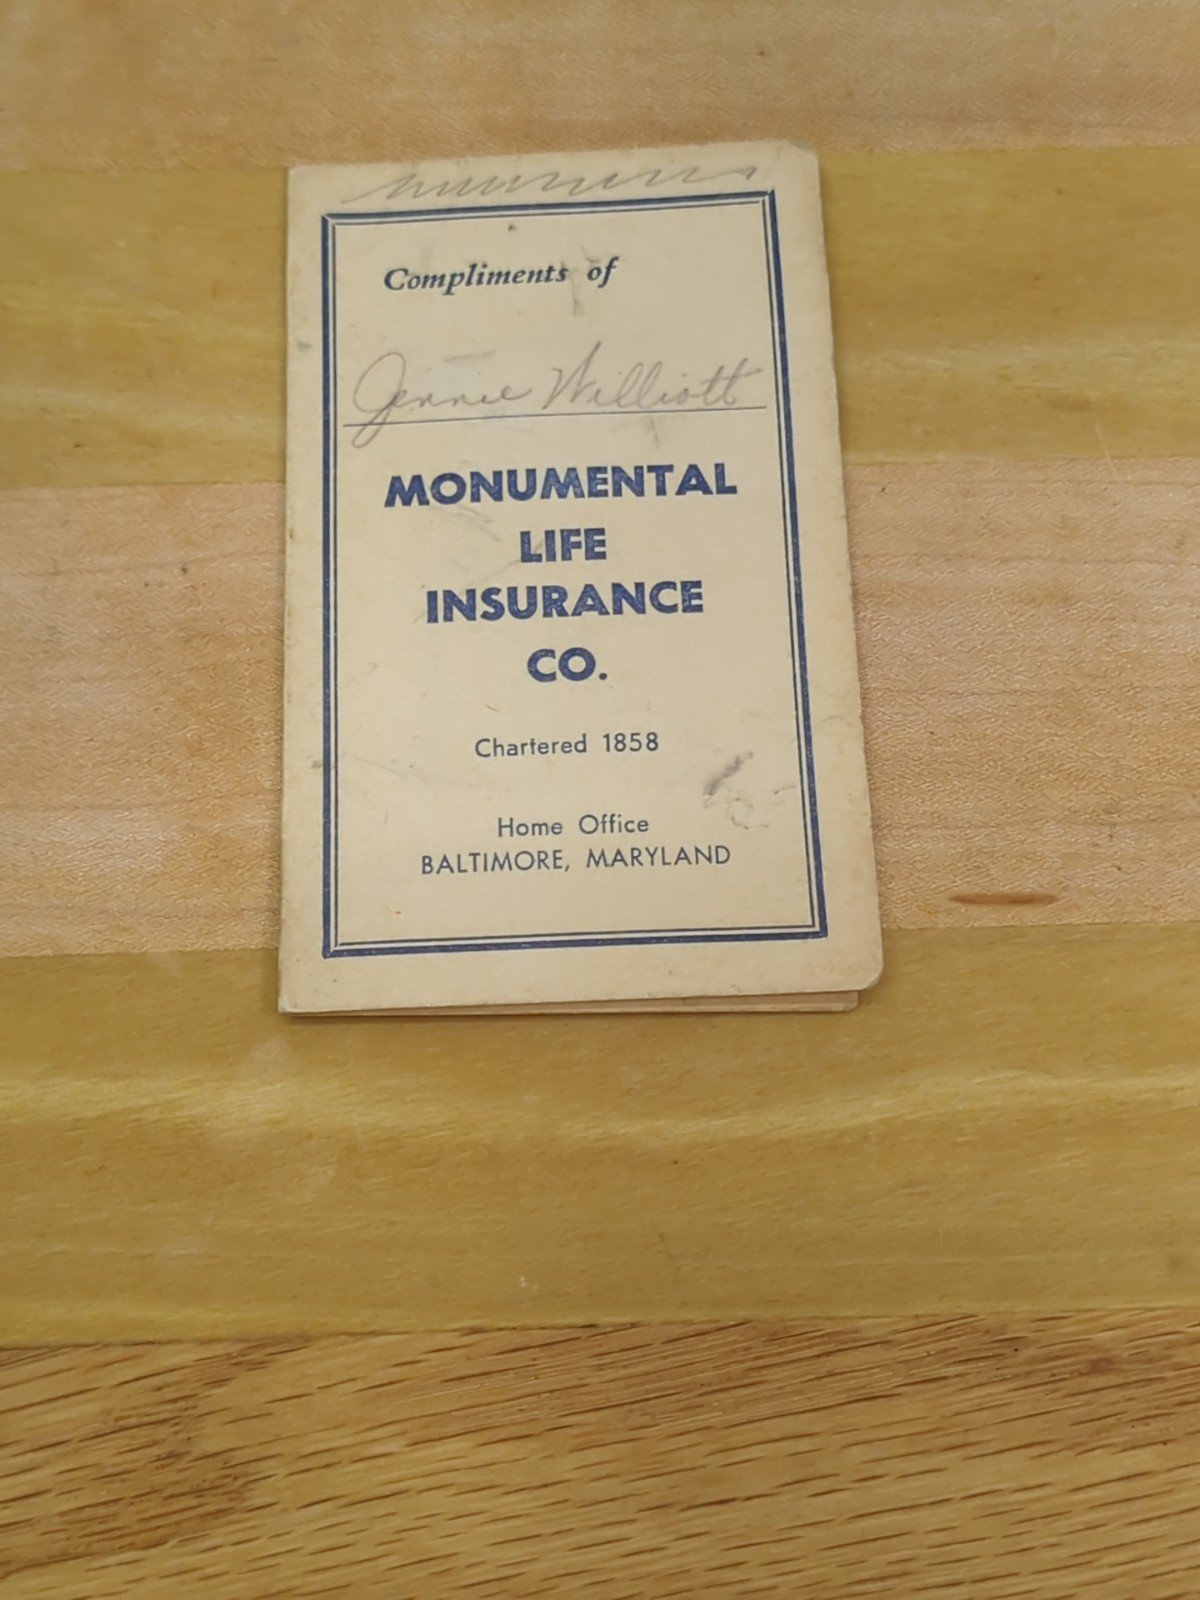 Compliments of
Jennie Williott
MONUMENTAL
LIFE
INSURANCE
CO.
Chartered 1858
Home Office
BALTIMORE, MARYLAND